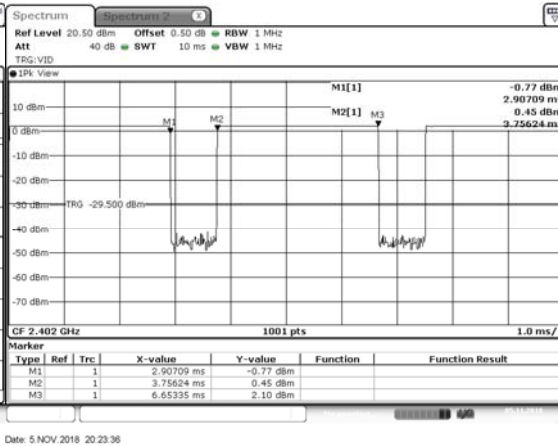 Spectrum Spectrum 2 X
Ref Level 20.50 dBm Offset 0.50 dB RBW 1 MHz
Att 40 dB SWT 10 ms VBW 1 MHz
TRG:VID
1Pk View
M1[1] -0.77 dBm
2.90709 ms
M2[1] 0.45 dBm
3.75624 ms
M1 M2 M3
10 dBm
0 dBm
-10 dBm
-20 dBm
-30 dBm TRG -29.500 dBm
-40 dBm
-50 dBm
-60 dBm
-70 dBm
CF 2.402 GHz 1001 pts 1.0 ms/
Marker
Type Ref Trc X-value Y-value Function Function Result
M1 1 2.90709 ms -0.77 dBm
M2 1 3.75624 ms 0.45 dBm
M3 1 6.65335 ms 2.10 dBm
Date: 5.NOV.2018 20:23:36